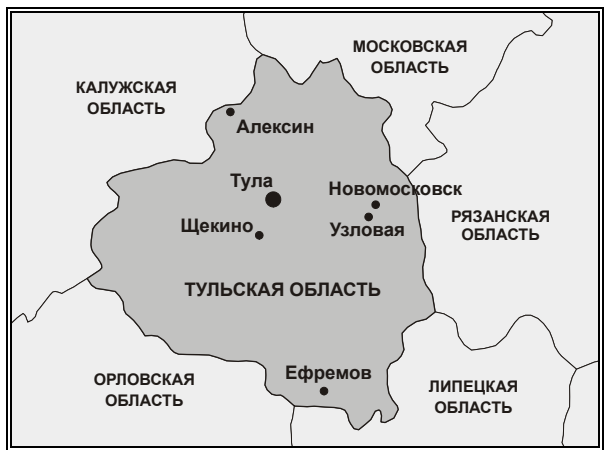 МОСКОВСКАЯ
ОБЛАСТЬ
КАЛУЖСКАЯ
ОБЛАСТЬ
Алексин
Тула
Новомосковск
Щекино
Узловая
РЯЗАНСКАЯ
ОБЛАСТЬ
ТУЛЬСКАЯ ОБЛАСТЬ
Ефремов
ОРЛОВСКАЯ
ОБЛАСТЬ
ЛИПЕЦКАЯ
ОБЛАСТЬ